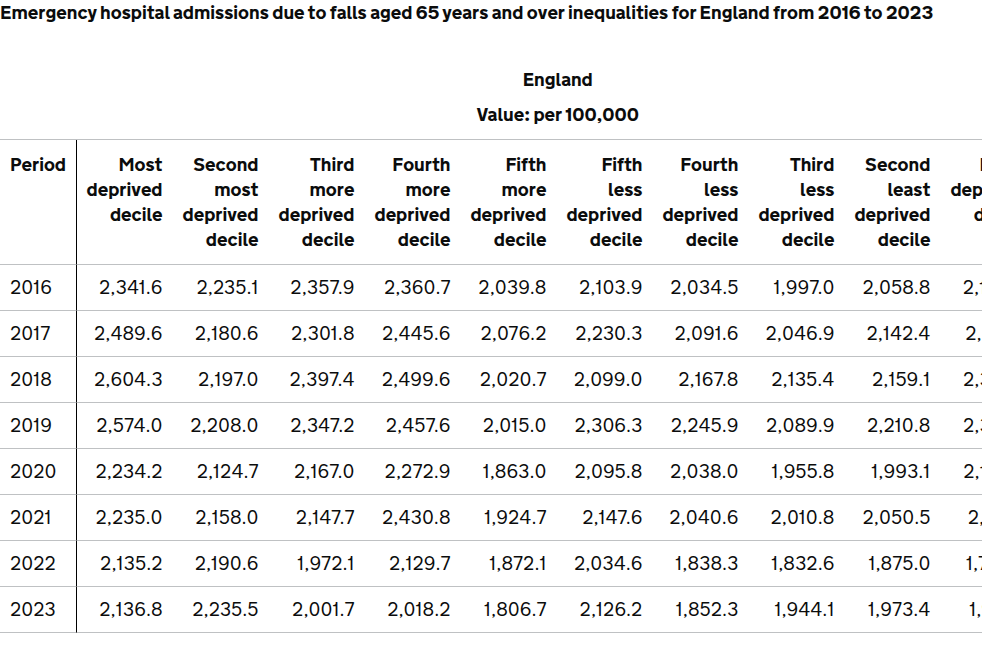 Emergency hospital admissions due to falls aged 65 years and over inequalities for England from 2016 to 2023
England
Value: per 100,000
Period Most Second Third Fourth Fifth Fifth Fourth Third Second
deprived most more more more less less less least
decile deprived deprived deprived deprived deprived deprived deprived deprived
decile decile decile decile decile decile decile decile
2016 2,341.6 2,235.1 2,357.9 2,360.7 2,039.8 2,103.9 2,034.5 1,997.0 2,058.8
2017 2,489.6 2,180.6 2,301.8 2,445.6 2,076.2 2,230.3 2,091.6 2,046.9 2,142.4
2018 2,604.3 2,197.0 2,397.4 2,499.6 2,020.7 2,099.0 2,167.8 2,135.4 2,159.1
2019 2,574.0 2,208.0 2,347.2 2,457.6 2,015.0 2,306.3 2,245.9 2,089.9 2,210.8
2020 2,234.2 2,124.7 2,167.0 2,272.9 1,863.0 2,095.8 2,038.0 1,955.8 1,993.1
2021 2,235.0 2,158.0 2,147.7 2,430.8 1,924.7 2,147.6 2,040.6 2,010.8 2,050.5
2022 2,135.2 2,190.6 1,972.1 2,129.7 1,872.1 2,034.6 1,838.3 1,832.6 1,875.0
2023 2,136.8 2,235.5 2,001.7 2,018.2 1,806.7 2,126.2 1,852.3 1,944.1 1,973.4